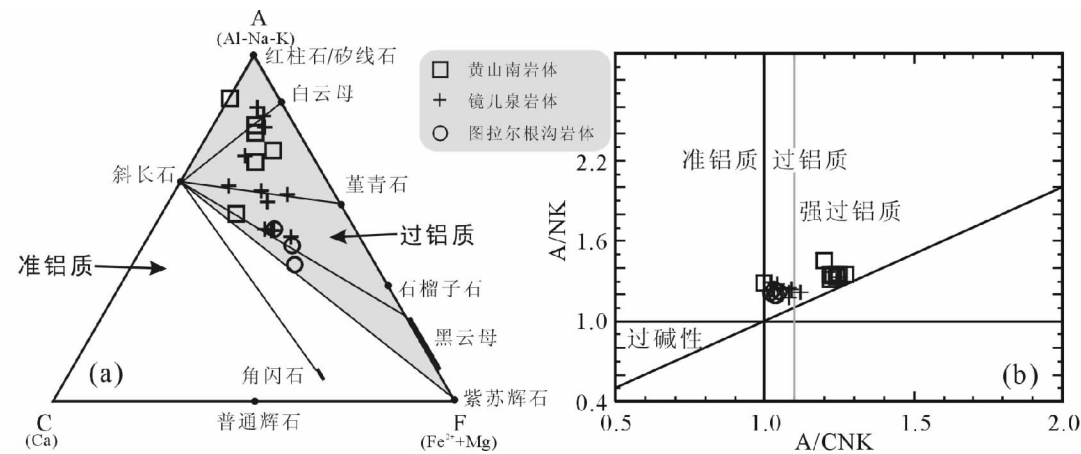 A
(Al-Na-K)
红柱石/矽线石
白云母
斜长石
堇青石
过铝质
准铝质
石榴子石
黑云母
角闪石
(a)
紫苏辉石
C
(Ca)
普通辉石
F
(Fe²⁺+Mg)
黄山南岩体
镜儿泉岩体
图拉尔根沟岩体
A/NK
2.2
1.6
1.0
0.4
准铝质
过铝质
强过铝质
过碱性
(b)
0.5
1.0
1.5
2.0
A/CNK